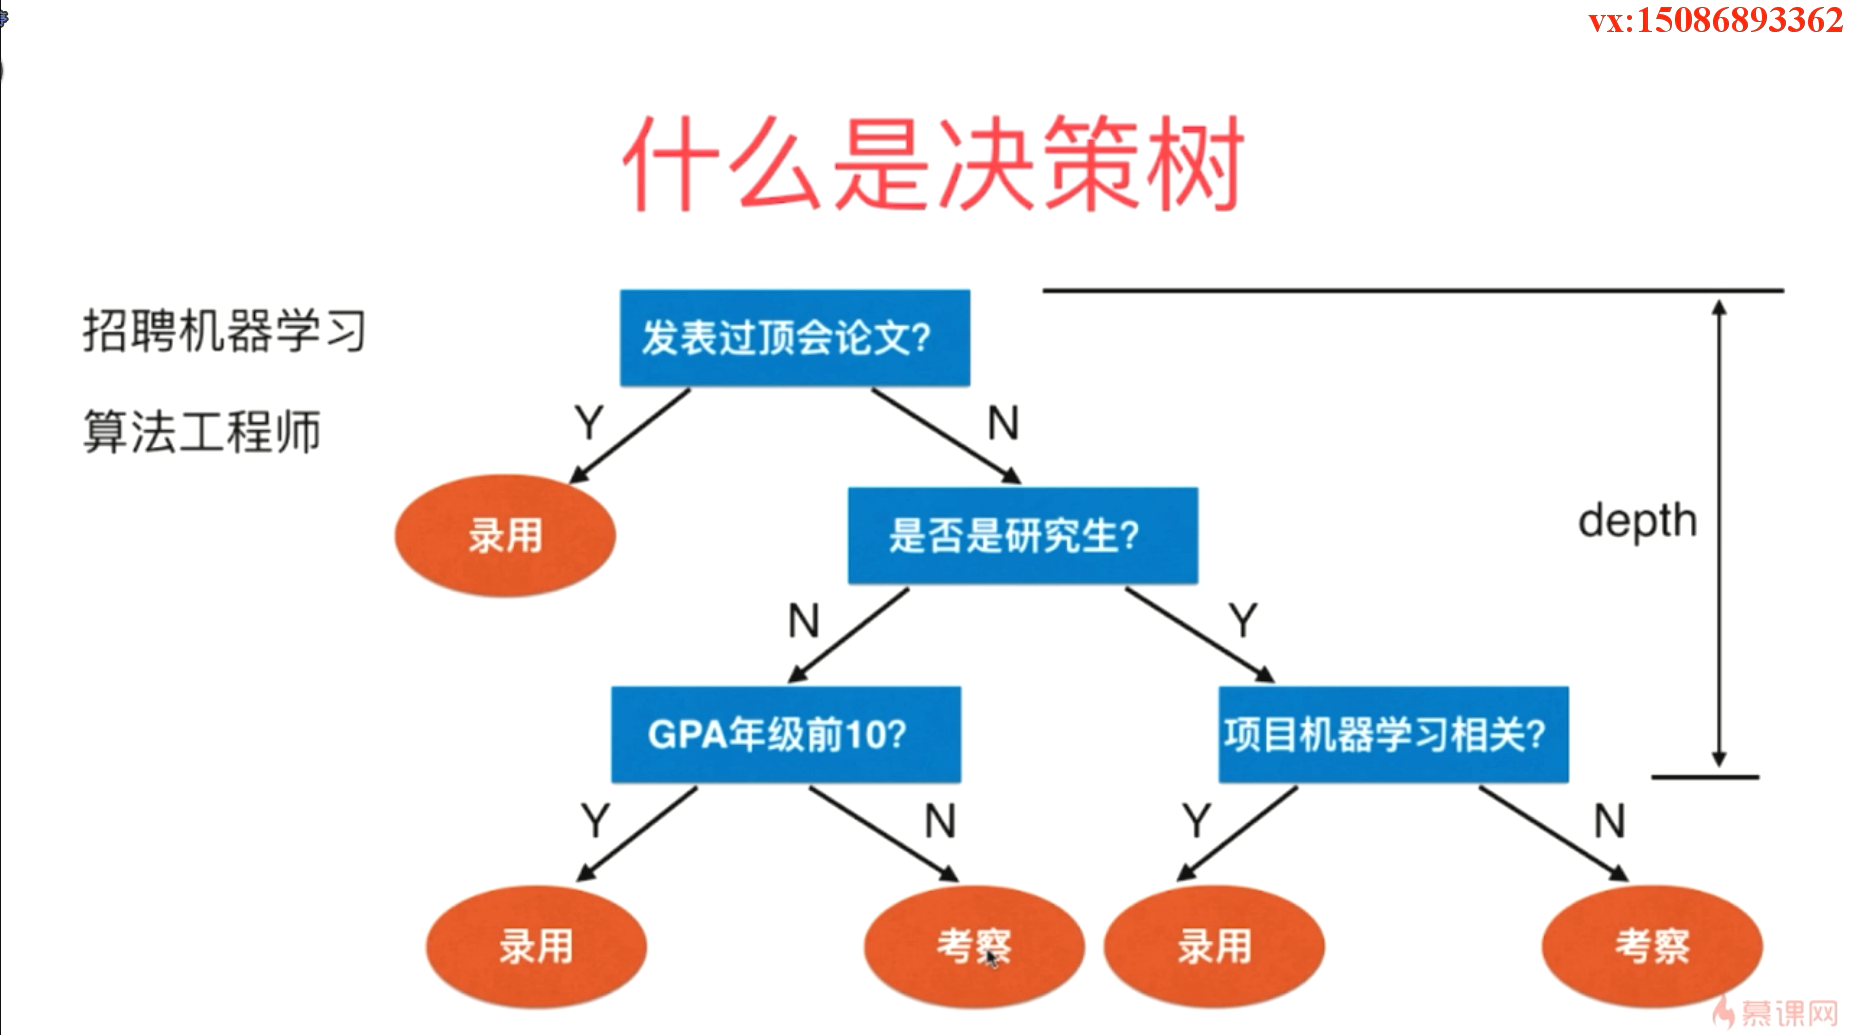 vx:15086893362
什么是决策树
招聘机器学习
算法工程师
发表过顶会论文?
Y
N
录用
是否是研究生?
depth
N
Y
GPA年级前10?
项目机器学习相关?
Y
N
Y
N
录用
考察
录用
考察
慕课网